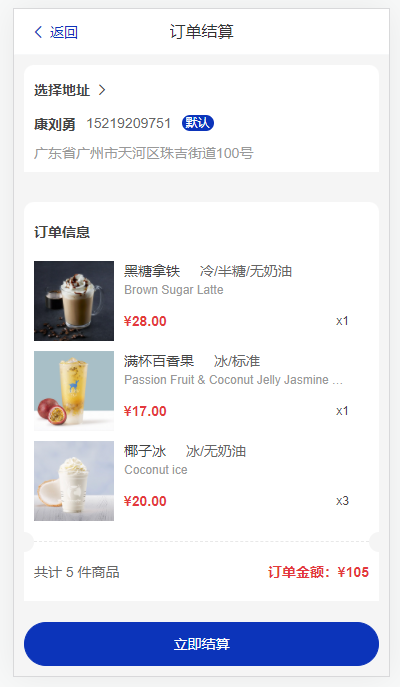 返回 订单结算
选择地址
康刘勇 15219209751 默认
广东省广州市天河区珠吉街道100号
订单信息
黑糖拿铁 冷/半糖/无奶油
Brown Sugar Latte
¥28.00 x1
满杯百香果 冰/标准
Passion Fruit & Coconut Jelly Jasmine ...
¥17.00 x1
椰子冰 冰/无奶油
Coconut ice
¥20.00 x3
共计 5 件商品 订单金额：¥105
立即结算